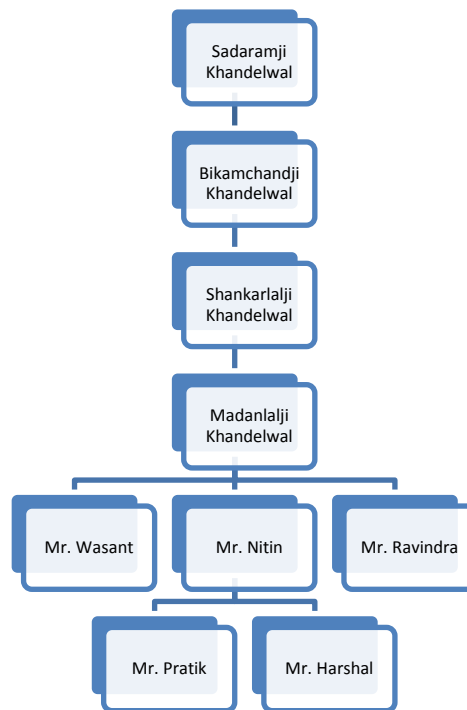 Sadaramji
Khandelwal
Bikamchandji
Khandelwal
Shankarlalji
Khandelwal
Madanlalji
Khandelwal
Mr. Wasant
Mr. Nitin
Mr. Ravindra
Mr. Pratik
Mr. Harshal